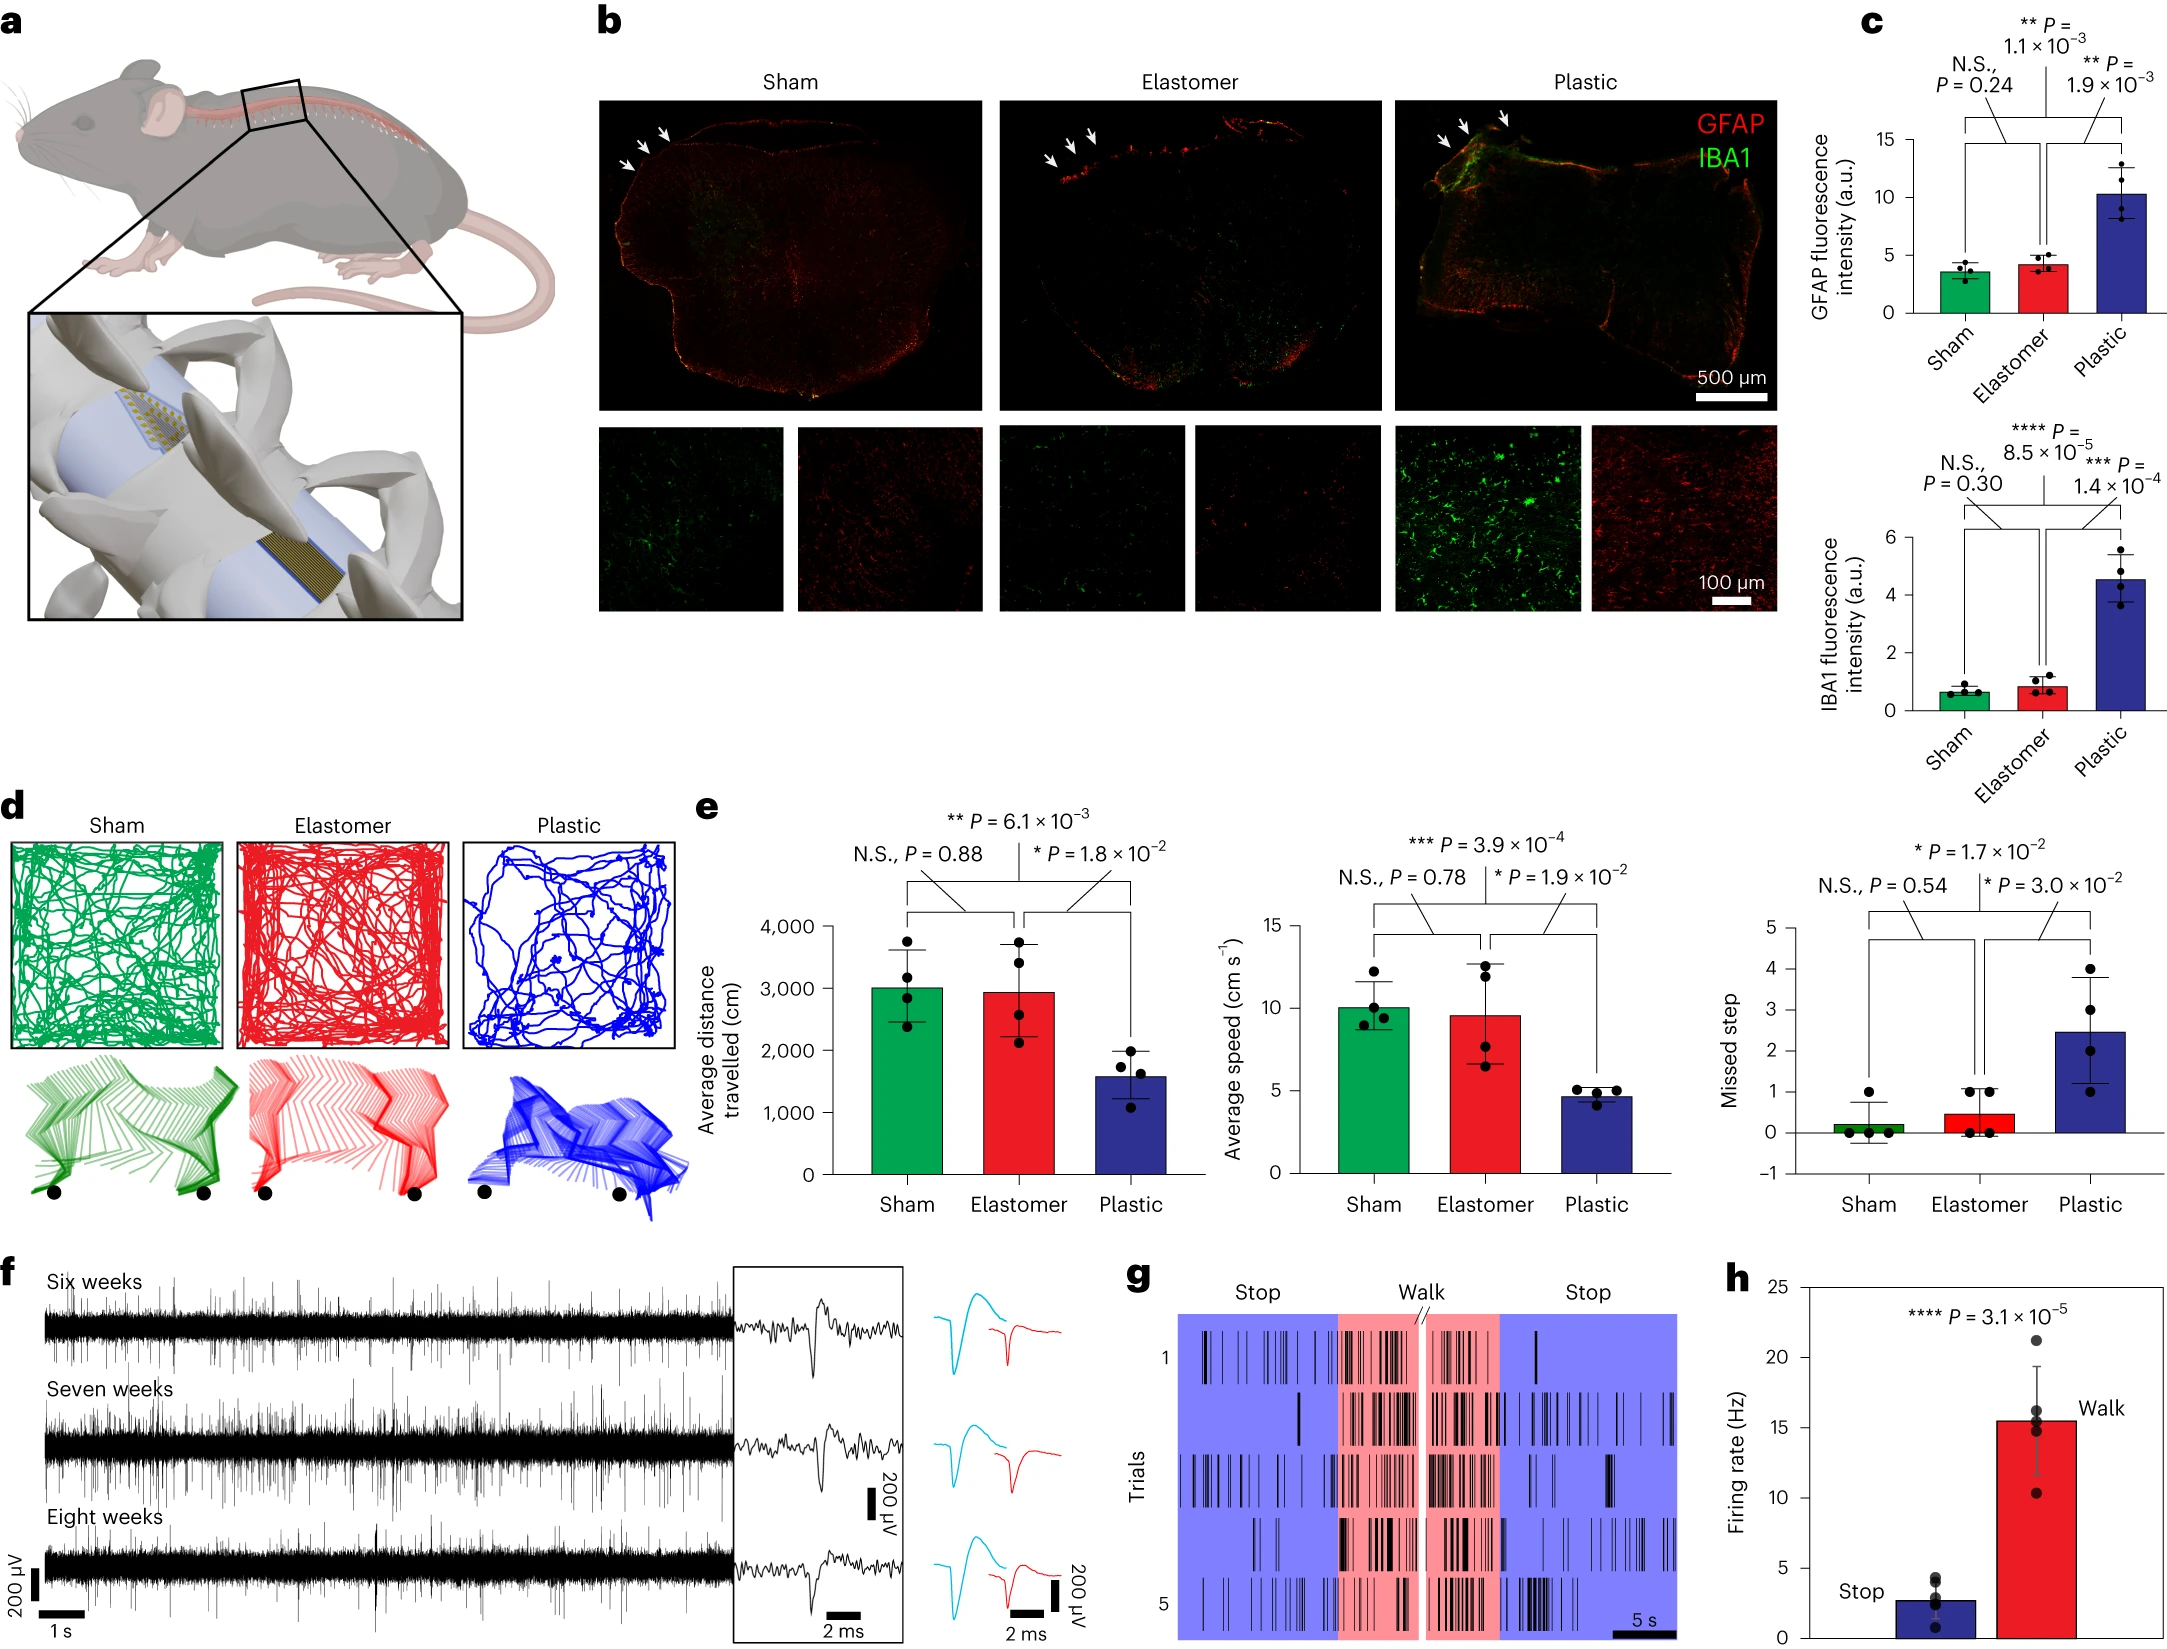 a
b
Sham
Elastomer
Plastic
GFAP
IBA1
500 µm
100 µm
c
** P =
1.1 × 10⁻³
N.S.,
P = 0.24
** P =
1.9 × 10⁻³
GFAP fluorescence
intensity (a.u.)
15
10
5
0
Sham
Elastomer
Plastic
**** P =
8.5 × 10⁻⁵
N.S.,
P = 0.30
*** P =
1.4 × 10⁻⁴
IBA1 fluorescence
intensity (a.u.)
6
4
2
0
Sham
Elastomer
Plastic
d
Sham
Elastomer
Plastic
e
** P = 6.1 × 10⁻³
N.S., P = 0.88
* P = 1.8 × 10⁻²
Average distance
travelled (cm)
4,000
3,000
2,000
1,000
0
Sham
Elastomer
Plastic
*** P = 3.9 × 10⁻⁴
N.S., P = 0.78
* P = 1.9 × 10⁻²
Average speed (cm s⁻¹)
15
10
5
0
Sham
Elastomer
Plastic
* P = 1.7 × 10⁻²
N.S., P = 0.54
* P = 3.0 × 10⁻²
Missed step
5
4
3
2
1
0
−1
Sham
Elastomer
Plastic
f
Six weeks
Seven weeks
Eight weeks
200 µV
1 s
200 µV
2 ms
200 µV
2 ms
g
Stop
Walk
Stop
Trials
1
5
5 s
h
Firing rate (Hz)
25
20
15
10
5
0
**** P = 3.1 × 10⁻⁵
Walk
Stop